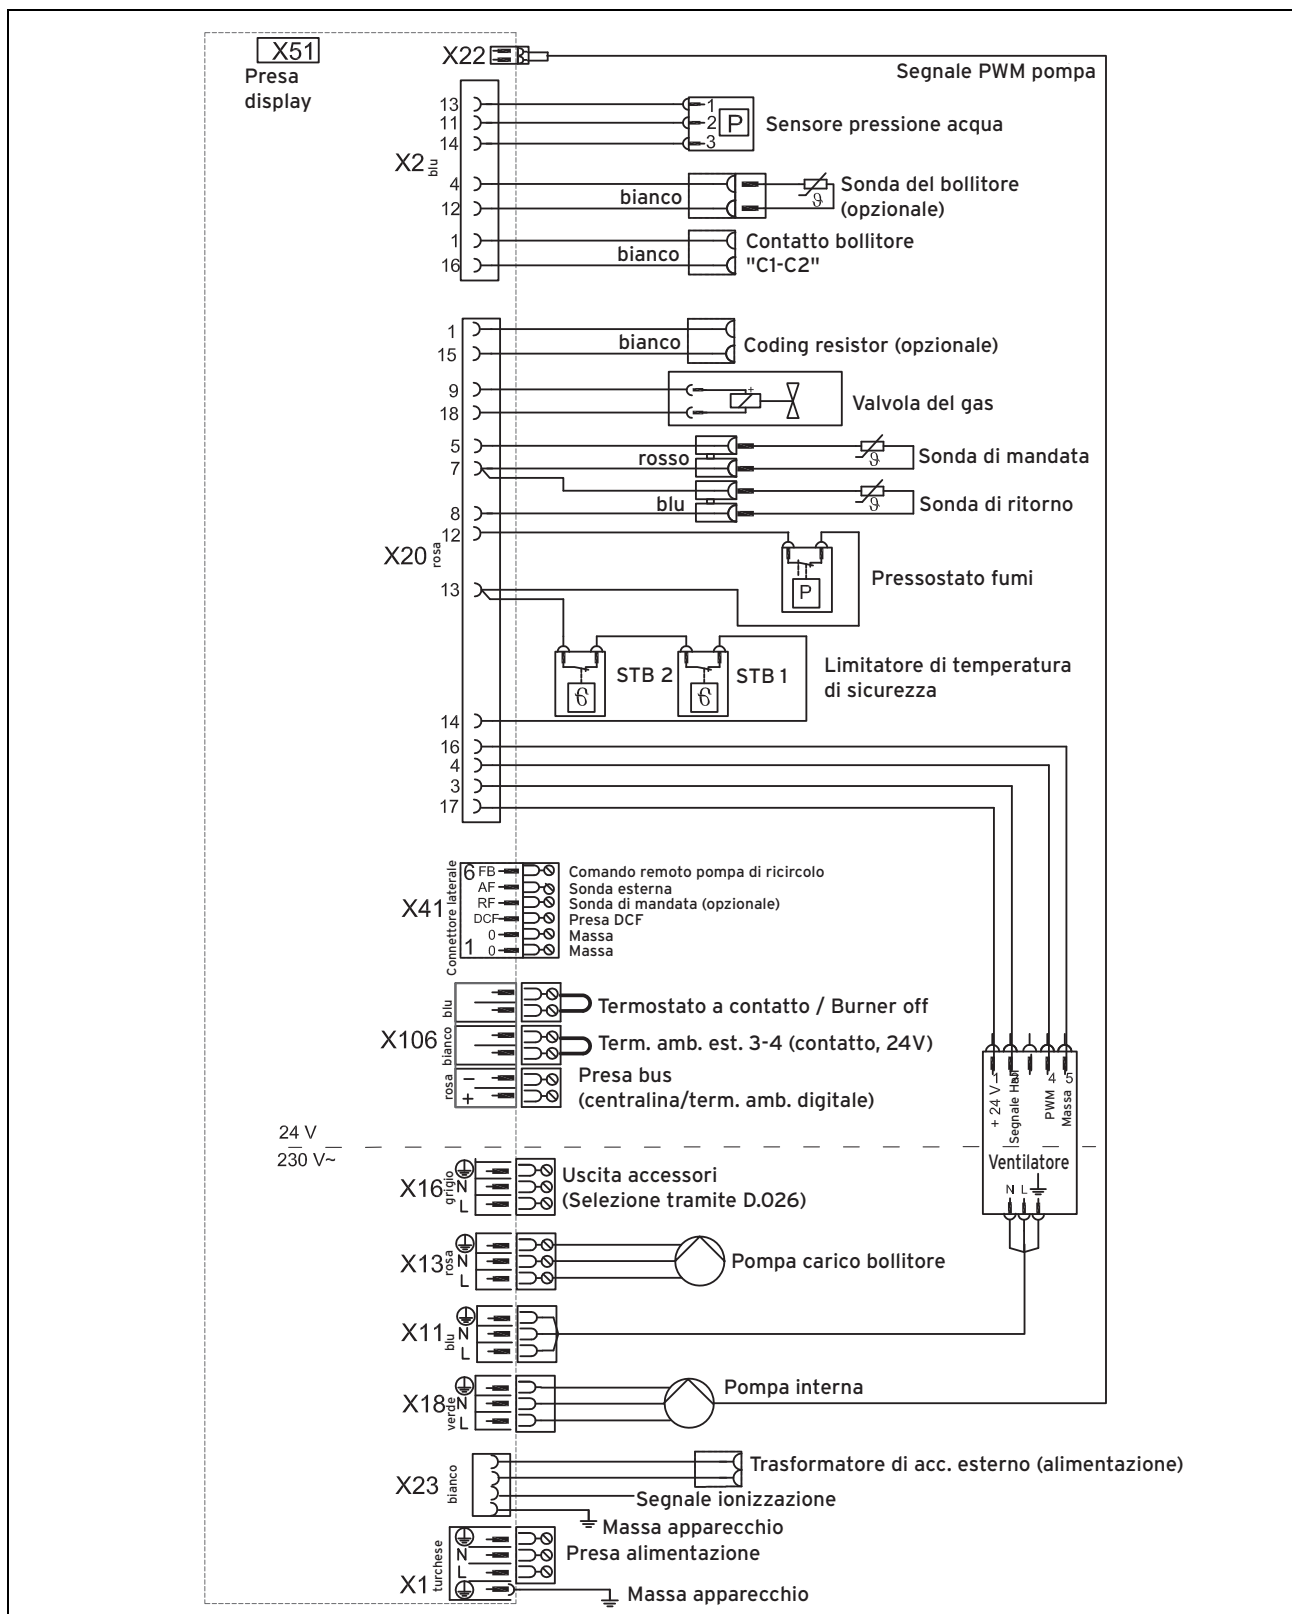 X51
Presa
display
X22
Segnale PWM pompa
X2
blu
13
11
14
4
12
1
16
1
2
3
P
Sensore pressione acqua
bianco
ϑ
Sonda del bollitore
(opzionale)
bianco
Contatto bollitore
"C1-C2"
X20
rosa
1
15
9
18
5
7
8
12
13
14
16
4
3
17
bianco
Coding resistor (opzionale)
+
Valvola del gas
rosso
ϑ
Sonda di mandata
blu
ϑ
Sonda di ritorno
P
Pressostato fumi
ϑ
STB 2
ϑ
STB 1
Limitatore di temperatura
di sicurezza
X41
Connettore laterale
6 FB
AF
RF
DCF
0
1 0
Comando remoto pompa di ricircolo
Sonda esterna
Sonda di mandata (opzionale)
Presa DCF
Massa
Massa
X106
blu
bianco
rosa
Termostato a contatto / Burner off
Term. amb. est. 3-4 (contatto, 24V)
–
+
Presa bus
(centralina/term. amb. digitale)
+ 24 V 1
Segnale Hall
PWM 4
Massa 5
Ventilatore
N L
24 V
230 V~
X16
grigio
N
L
Uscita accessori
(Selezione tramite D.026)
X13
rosa
N
L
Pompa carico bollitore
X11
blu
N
L
X18
verde
N
L
Pompa interna
X23
bianco
Trasformatore di acc. esterno (alimentazione)
Segnale ionizzazione
Massa apparecchio
X1
turchese
N
L
Presa alimentazione
Massa apparecchio